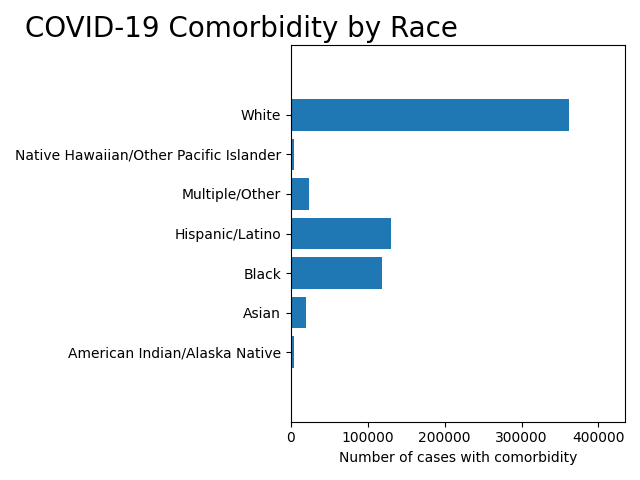 COVID-19 Comorbidity by Race
White
Native Hawaiian/Other Pacific Islander
Multiple/Other
Hispanic/Latino
Black
Asian
American Indian/Alaska Native
0 100000 200000 300000 400000
Number of cases with comorbidity